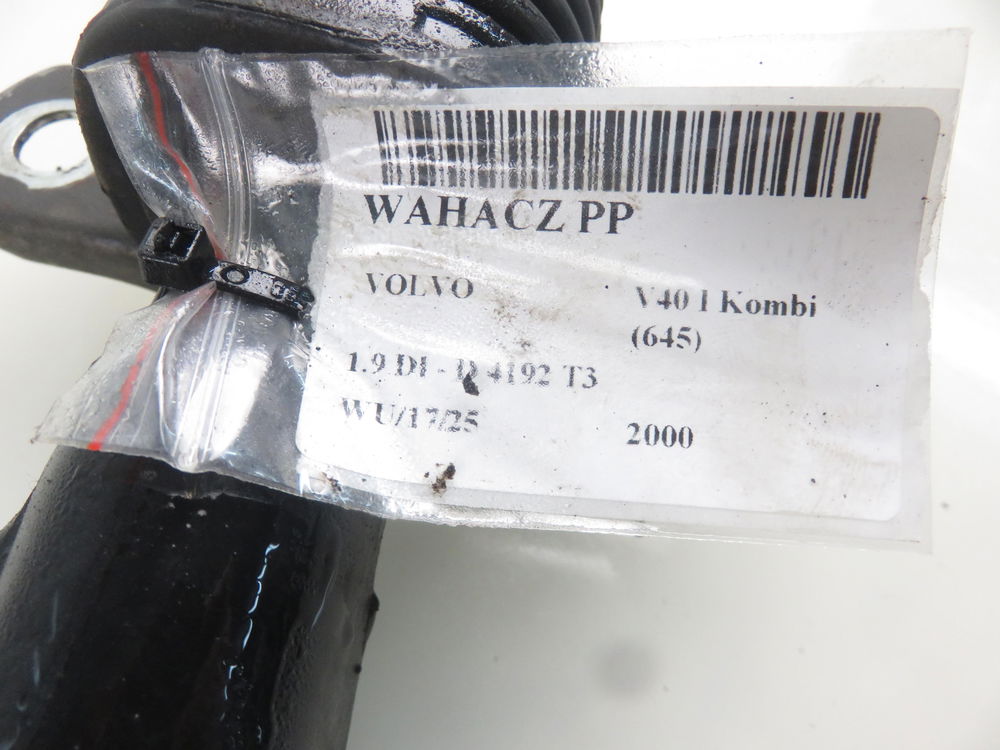 WAHACZ PP
VOLVO
V40 I Kombi
(645)
1.9 DI - D 4192 T3
WU/17/25
2000